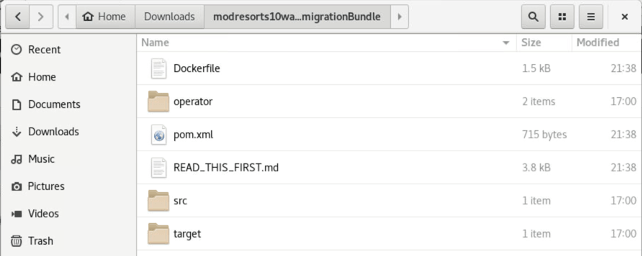 Home Downloads modresorts10wa...migrationBundle
Recent
Home
Documents
Downloads
Music
Pictures
Videos
Trash
Name Size Modified
Dockerfile 1.5 kB 21:38
operator 2 items 17:00
pom.xml 715 bytes 21:38
READ_THIS_FIRST.md 3.8 kB 21:38
src 1 item 17:00
target 1 item 17:00